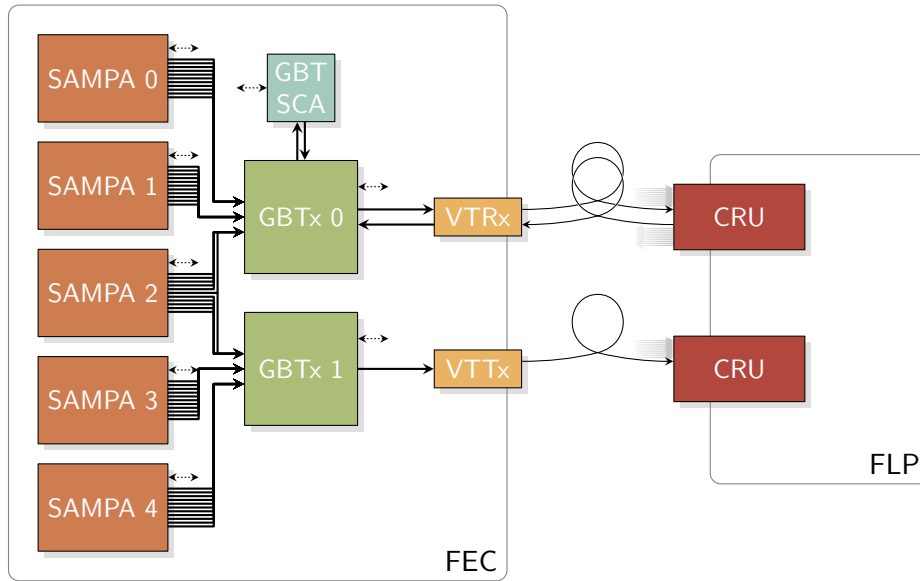 SAMPA 0
SAMPA 1
SAMPA 2
SAMPA 3
SAMPA 4
GBT
SCA
GBTx 0
GBTx 1
VTRx
VTTx
CRU
CRU
FEC
FLP